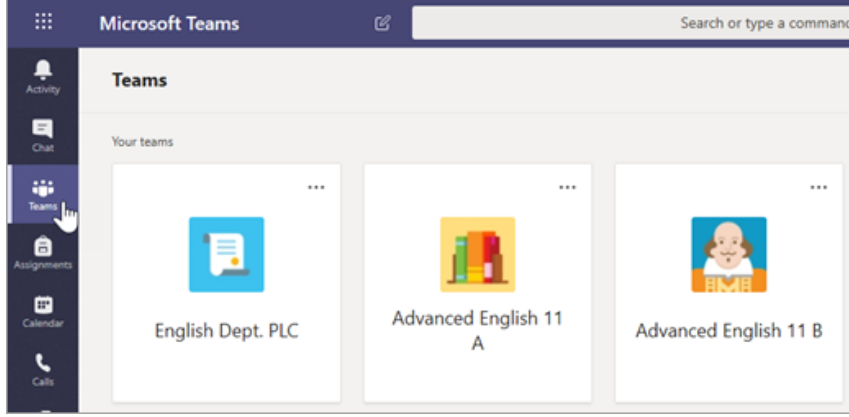 Microsoft Teams
Search or type a command
Activity
Chat
Teams
Assignments
Calendar
Calls
Teams
Your teams
English Dept. PLC
Advanced English 11
A
Advanced English 11 B